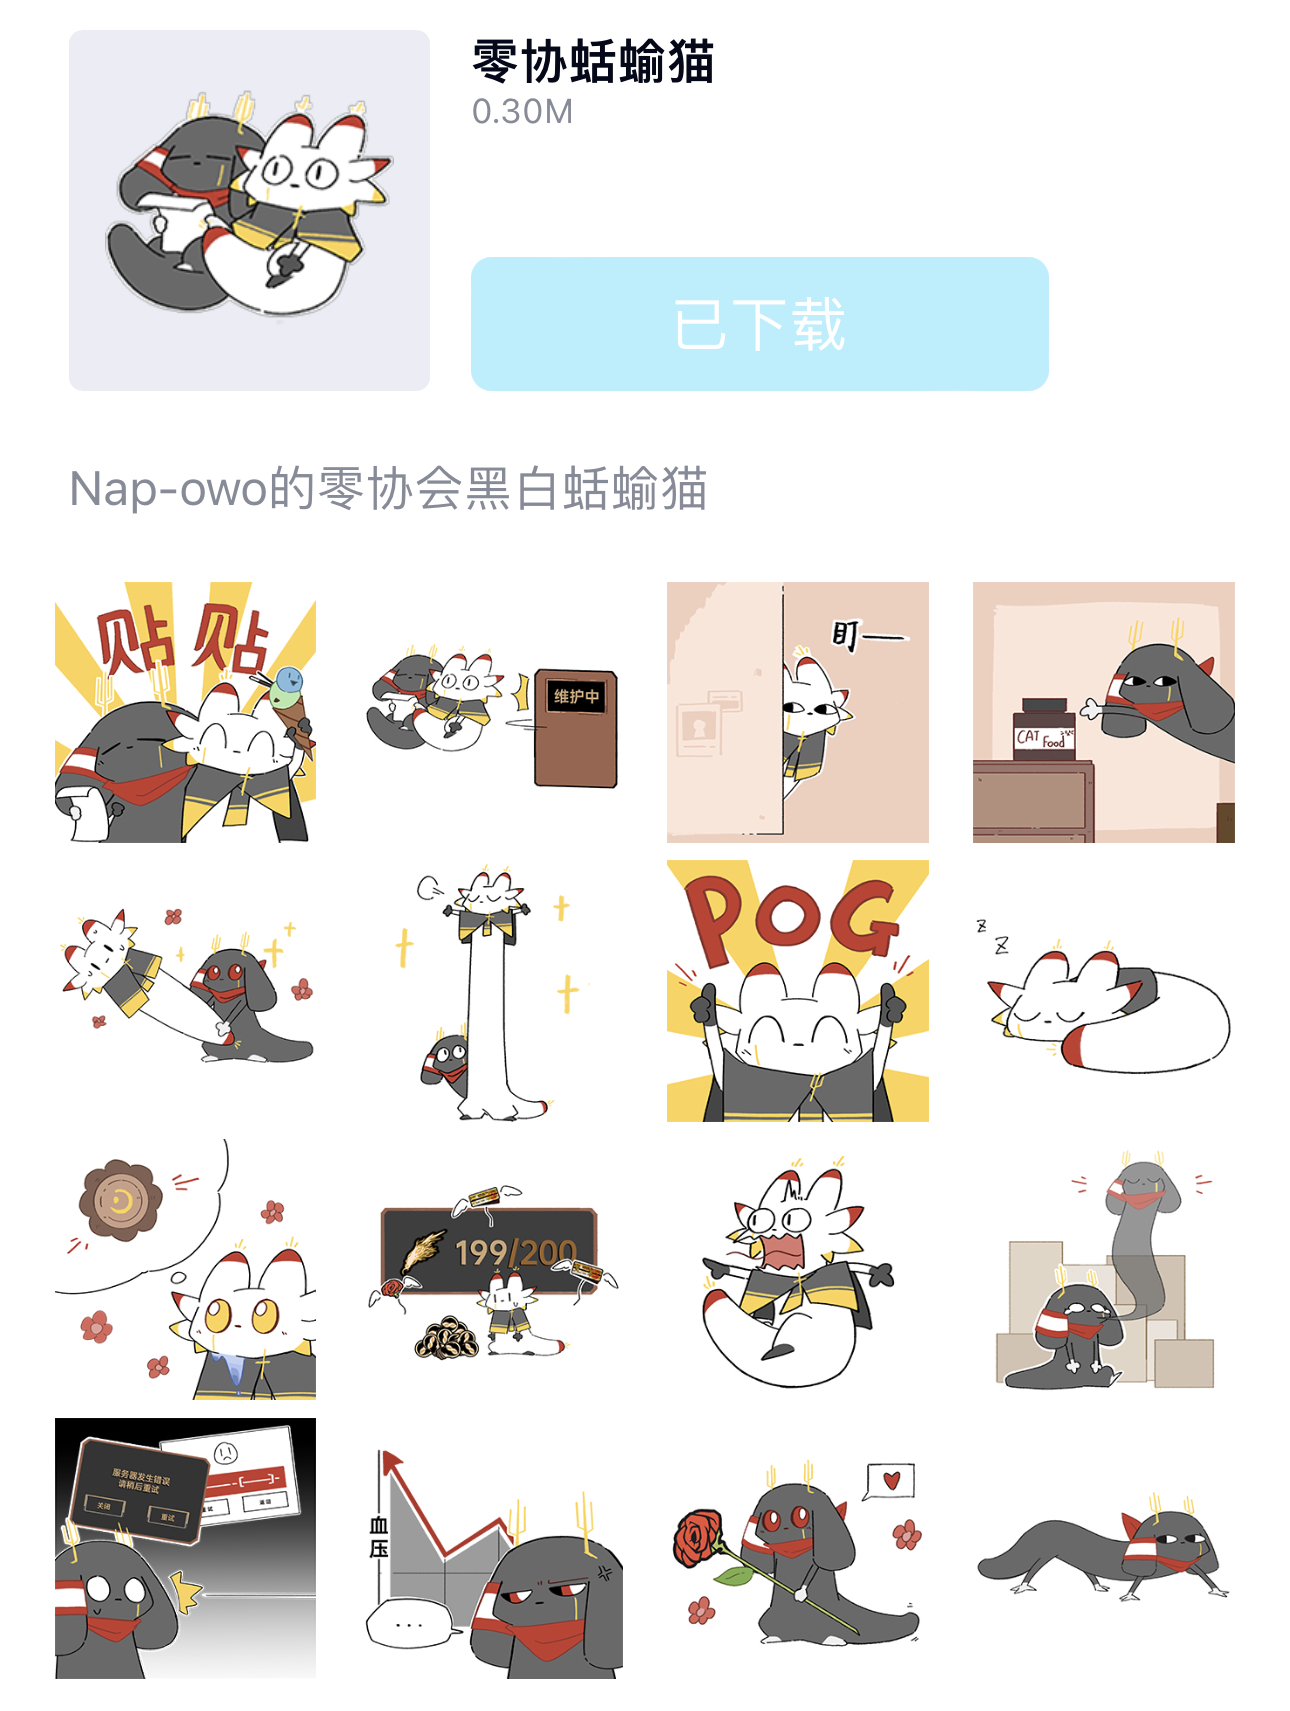 零协蛞蝓猫
0.30M
已下载
Nap-owo的零协会黑白蛞蝓猫
贴贴
维护中
盯——
CAT
Food
POG
z
Z
199/200
服务器发生错误
请稍后重试
关闭
重试
血压
...